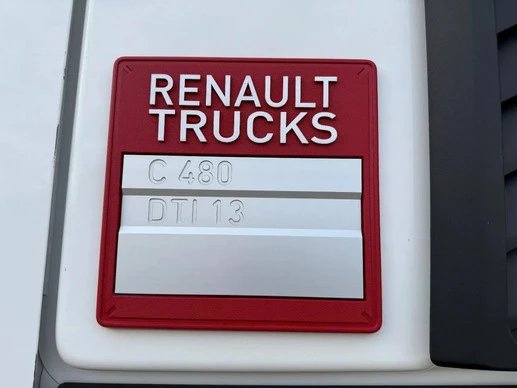 RENAULT
TRUCKS
C 480
DTI 13